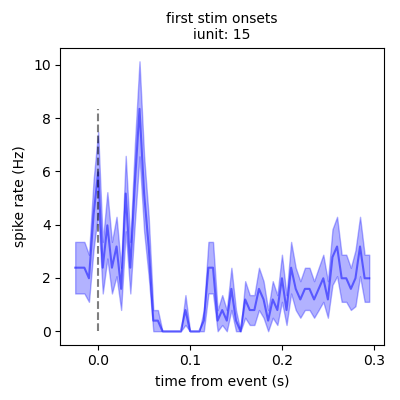 first stim onsets
iunit: 15
spike rate (Hz)
10
8
6
4
2
0
0.0 0.1 0.2 0.3
time from event (s)